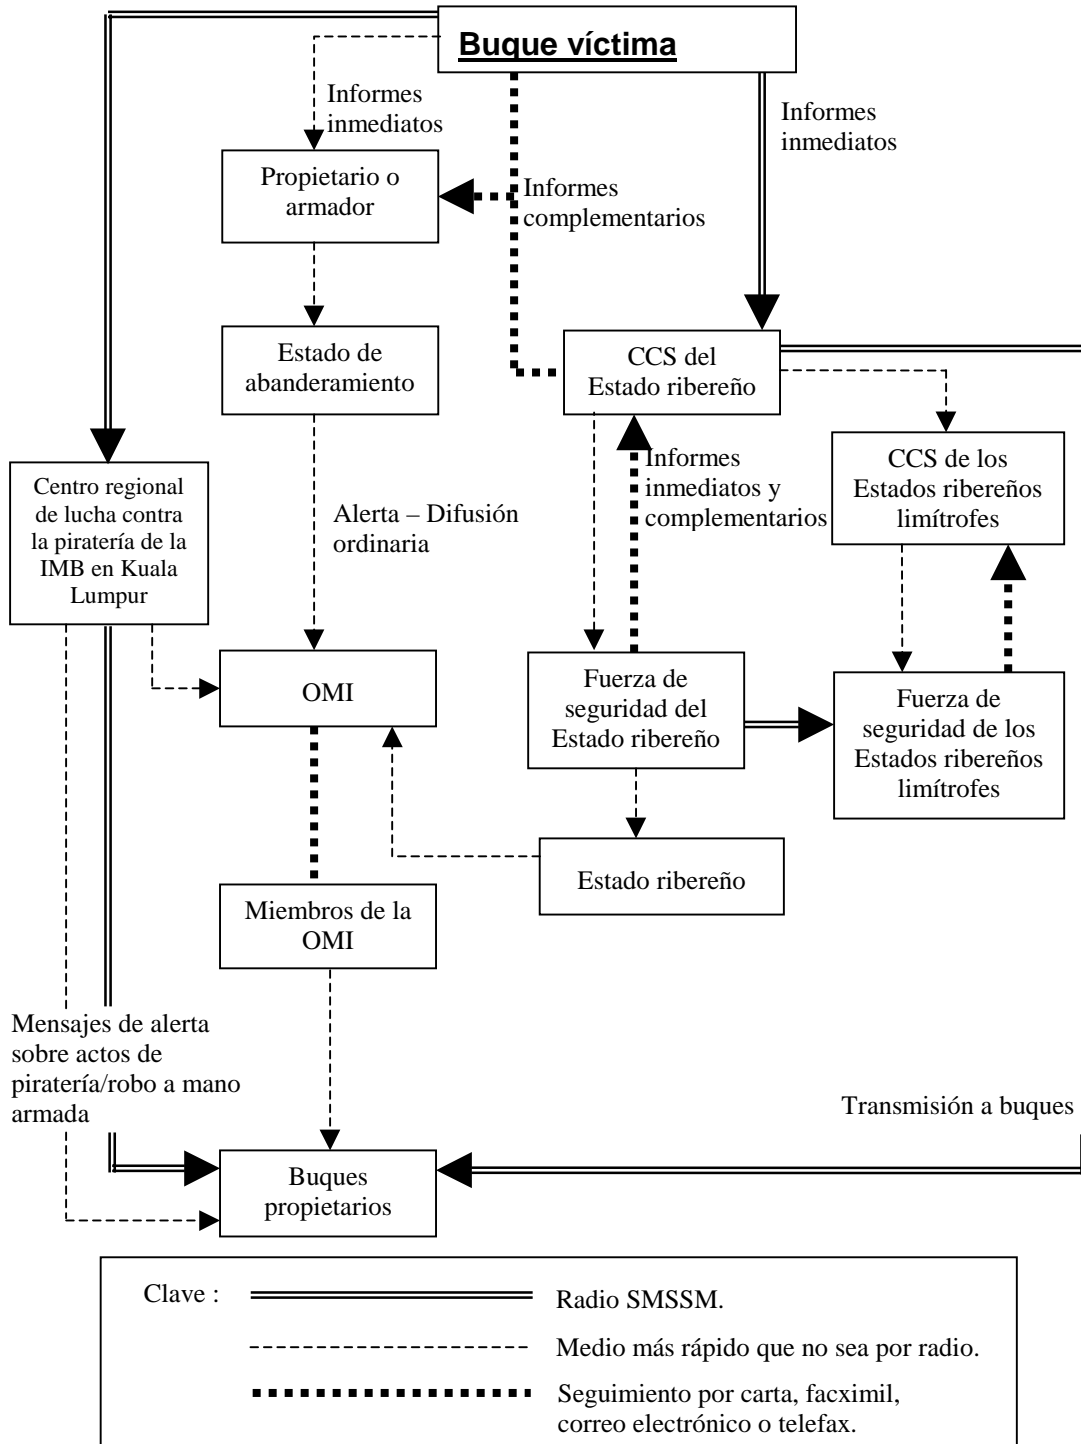 Buque víctima
Informes
inmediatos
Informes
inmediatos
Propietario o
armador
Informes
complementarios
Estado de
abanderamiento
CCS del
Estado ribereño
Centro regional
de lucha contra
la piratería de la
IMB en Kuala
Lumpur
Alerta – Difusión
ordinaria
Informes
inmediatos y
complementarios
CCS de los
Estados ribereños
limítrofes
OMI
Fuerza de
seguridad del
Estado ribereño
Fuerza de
seguridad de los
Estados ribereños
limítrofes
Estado ribereño
Miembros de la
OMI
Mensajes de alerta
sobre actos de
piratería/robo a mano
armada
Transmisión a buques
Buques
propietarios
Clave :
Radio SMSSM.
Medio más rápido que no sea por radio.
Seguimiento por carta, facximil,
correo electrónico o telefax.